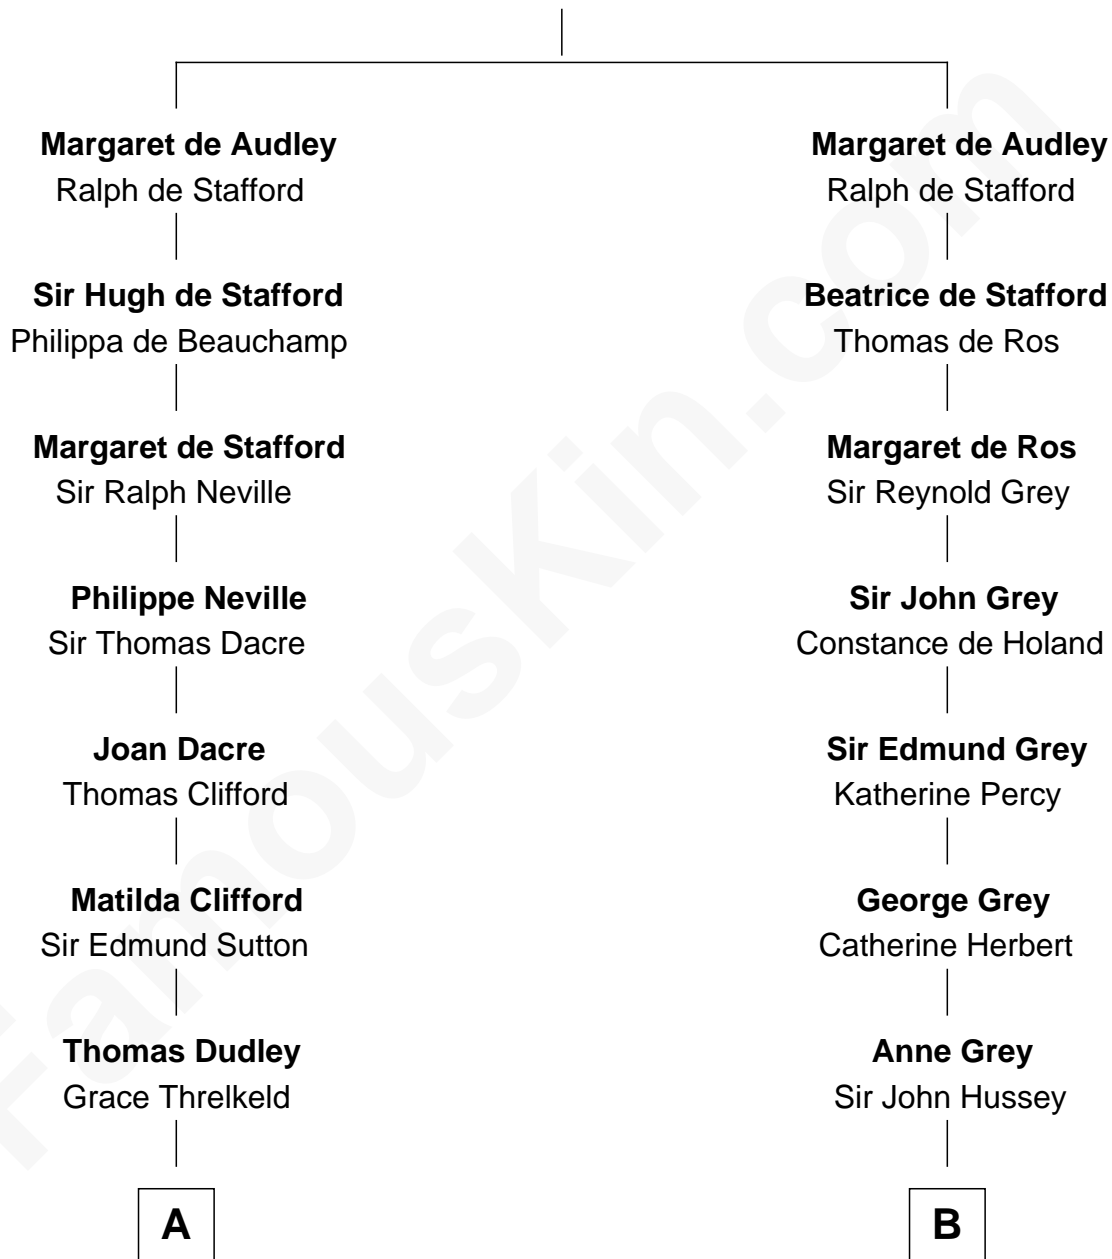 Margaret de Audley
Ralph de Stafford
Sir Hugh de Stafford
Philippa de Beauchamp
Margaret de Stafford
Sir Ralph Neville
Philippe Neville
Sir Thomas Dacre
Joan Dacre
Thomas Clifford
Matilda Clifford
Sir Edmund Sutton
Thomas Dudley
Grace Threlkeld
A
Margaret de Audley
Ralph de Stafford
Beatrice de Stafford
Thomas de Ros
Margaret de Ros
Sir Reynold Grey
Sir John Grey
Constance de Holand
Sir Edmund Grey
Katherine Percy
George Grey
Catherine Herbert
Anne Grey
Sir John Hussey
B
FamousKin.com